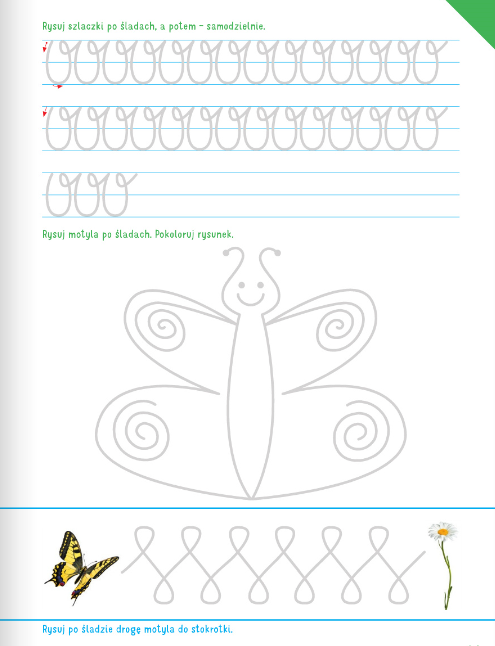 Rysuj szlaczki po śladach, a potem – samodzielnie.
Rysuj motyla po śladach. Pokoloruj rysunek.
Rysuj po śladzie drogę motyla do stokrotki.